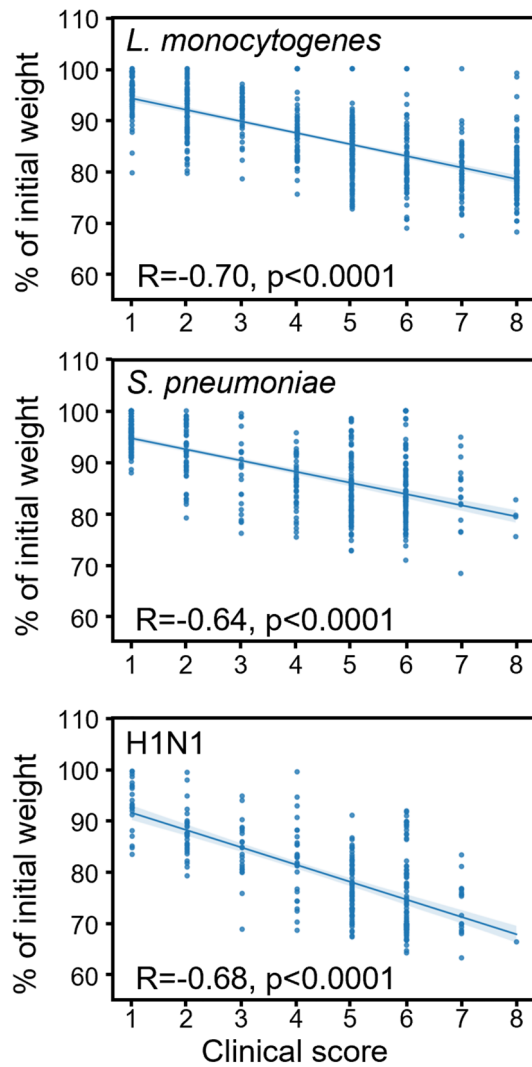 L. monocytogenes
% of initial weight
110
100
90
80
70
60
R=-0.70, p<0.0001
1 2 3 4 5 6 7 8
S. pneumoniae
% of initial weight
110
100
90
80
70
60
R=-0.64, p<0.0001
1 2 3 4 5 6 7 8
H1N1
% of initial weight
110
100
90
80
70
60
R=-0.68, p<0.0001
1 2 3 4 5 6 7 8
Clinical score